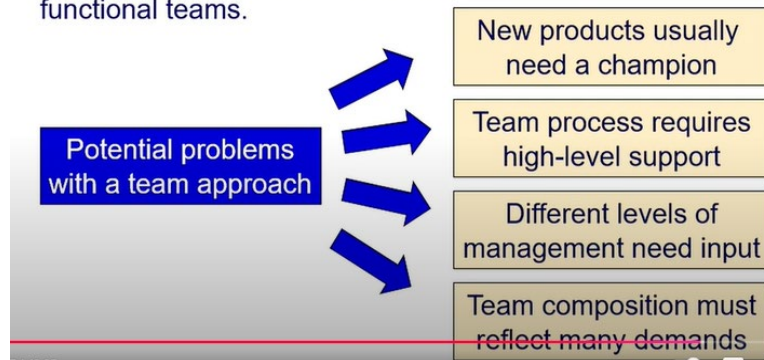 functional teams.
Potential problems
with a team approach
New products usually
need a champion
Team process requires
high-level support
Different levels of
management need input
Team composition must
reflect many demands